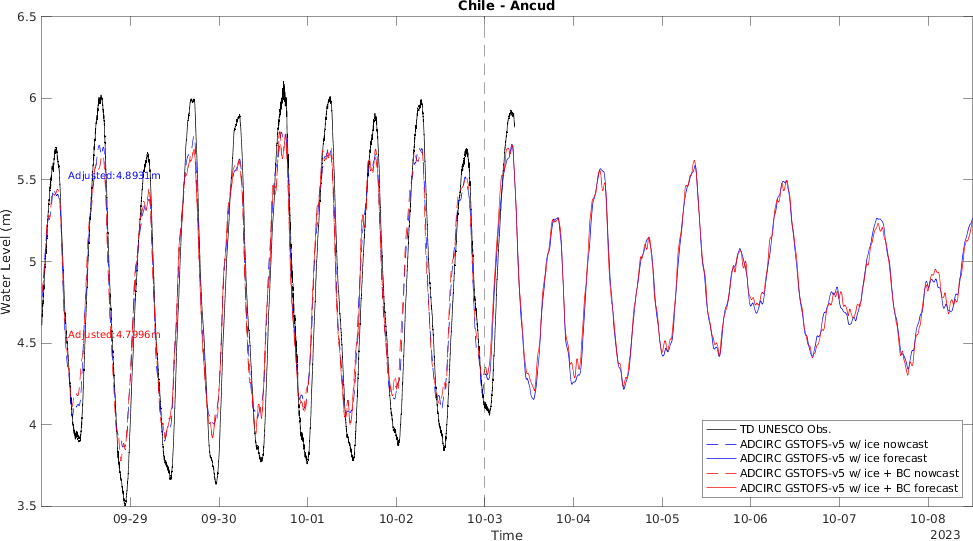 Chile - Ancud
6.5
6
5.5
5
4.5
4
3.5
Water Level (m)
Adjusted:4.8931m
Adjusted:4.7996m
TD UNESCO Obs.
ADCIRC GSTOFS-v5 w/ ice nowcast
ADCIRC GSTOFS-v5 w/ ice forecast
ADCIRC GSTOFS-v5 w/ ice + BC nowcast
ADCIRC GSTOFS-v5 w/ ice + BC forecast
09-29 09-30 10-01 10-02 10-03 10-04 10-05 10-06 10-07 10-08
Time
2023